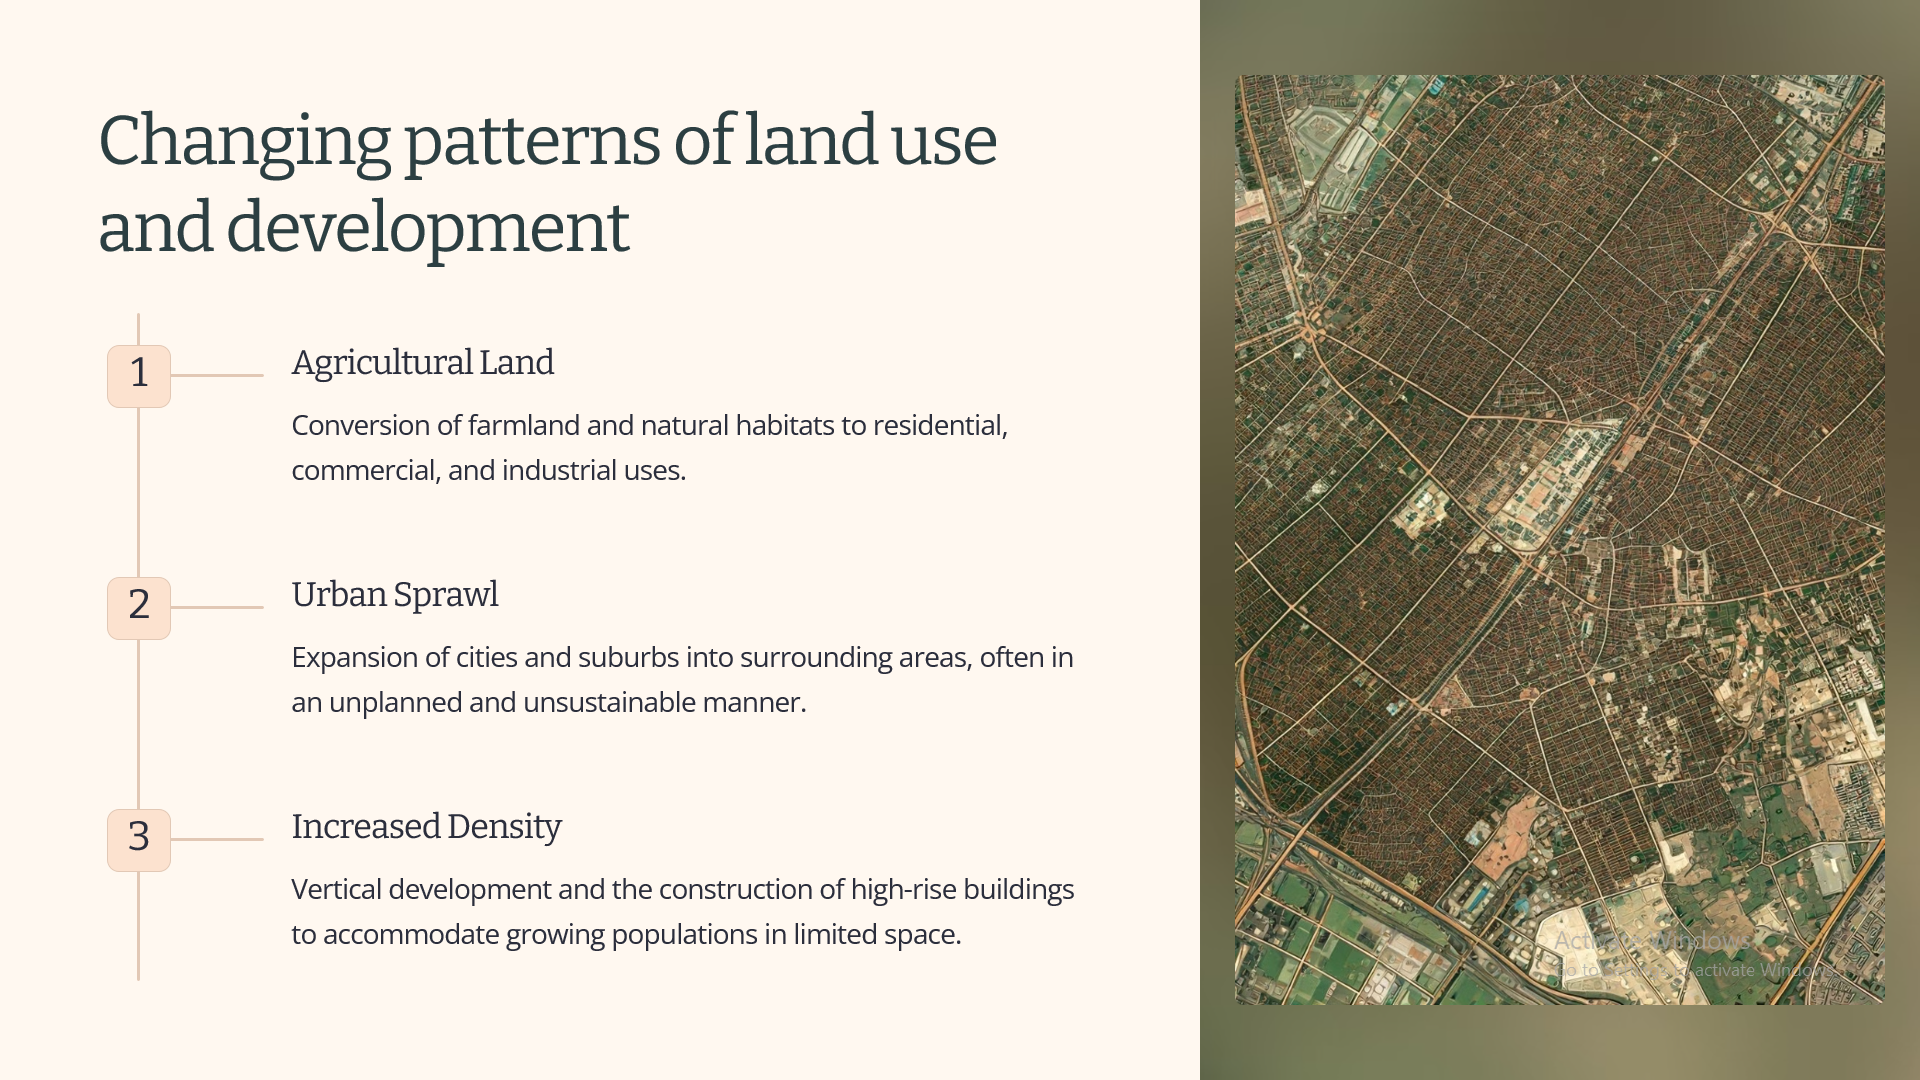 Changing patterns of land use
and development
1
Agricultural Land
Conversion of farmland and natural habitats to residential,
commercial, and industrial uses.
2
Urban Sprawl
Expansion of cities and suburbs into surrounding areas, often in
an unplanned and unsustainable manner.
3
Increased Density
Vertical development and the construction of high-rise buildings
to accommodate growing populations in limited space.
Activate Windows
to activate Windows.